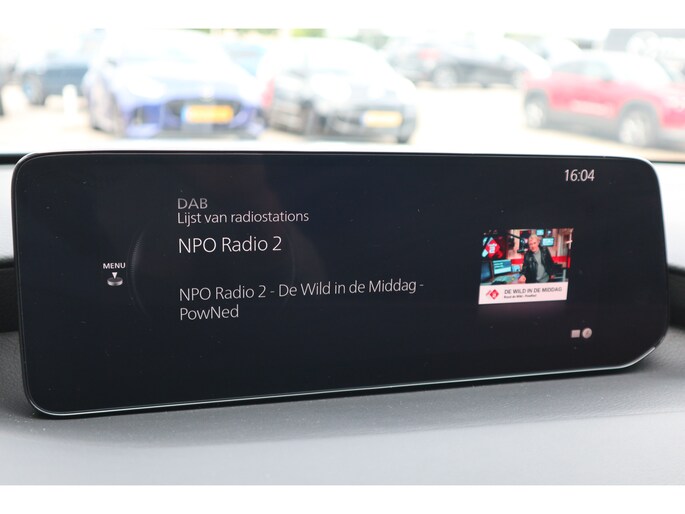 16:04
DAB
Lijst van radiostations
NPO Radio 2
MENU
NPO Radio 2 - De Wild in de Middag -
PowNed
DE WILD IN DE MIDDAG